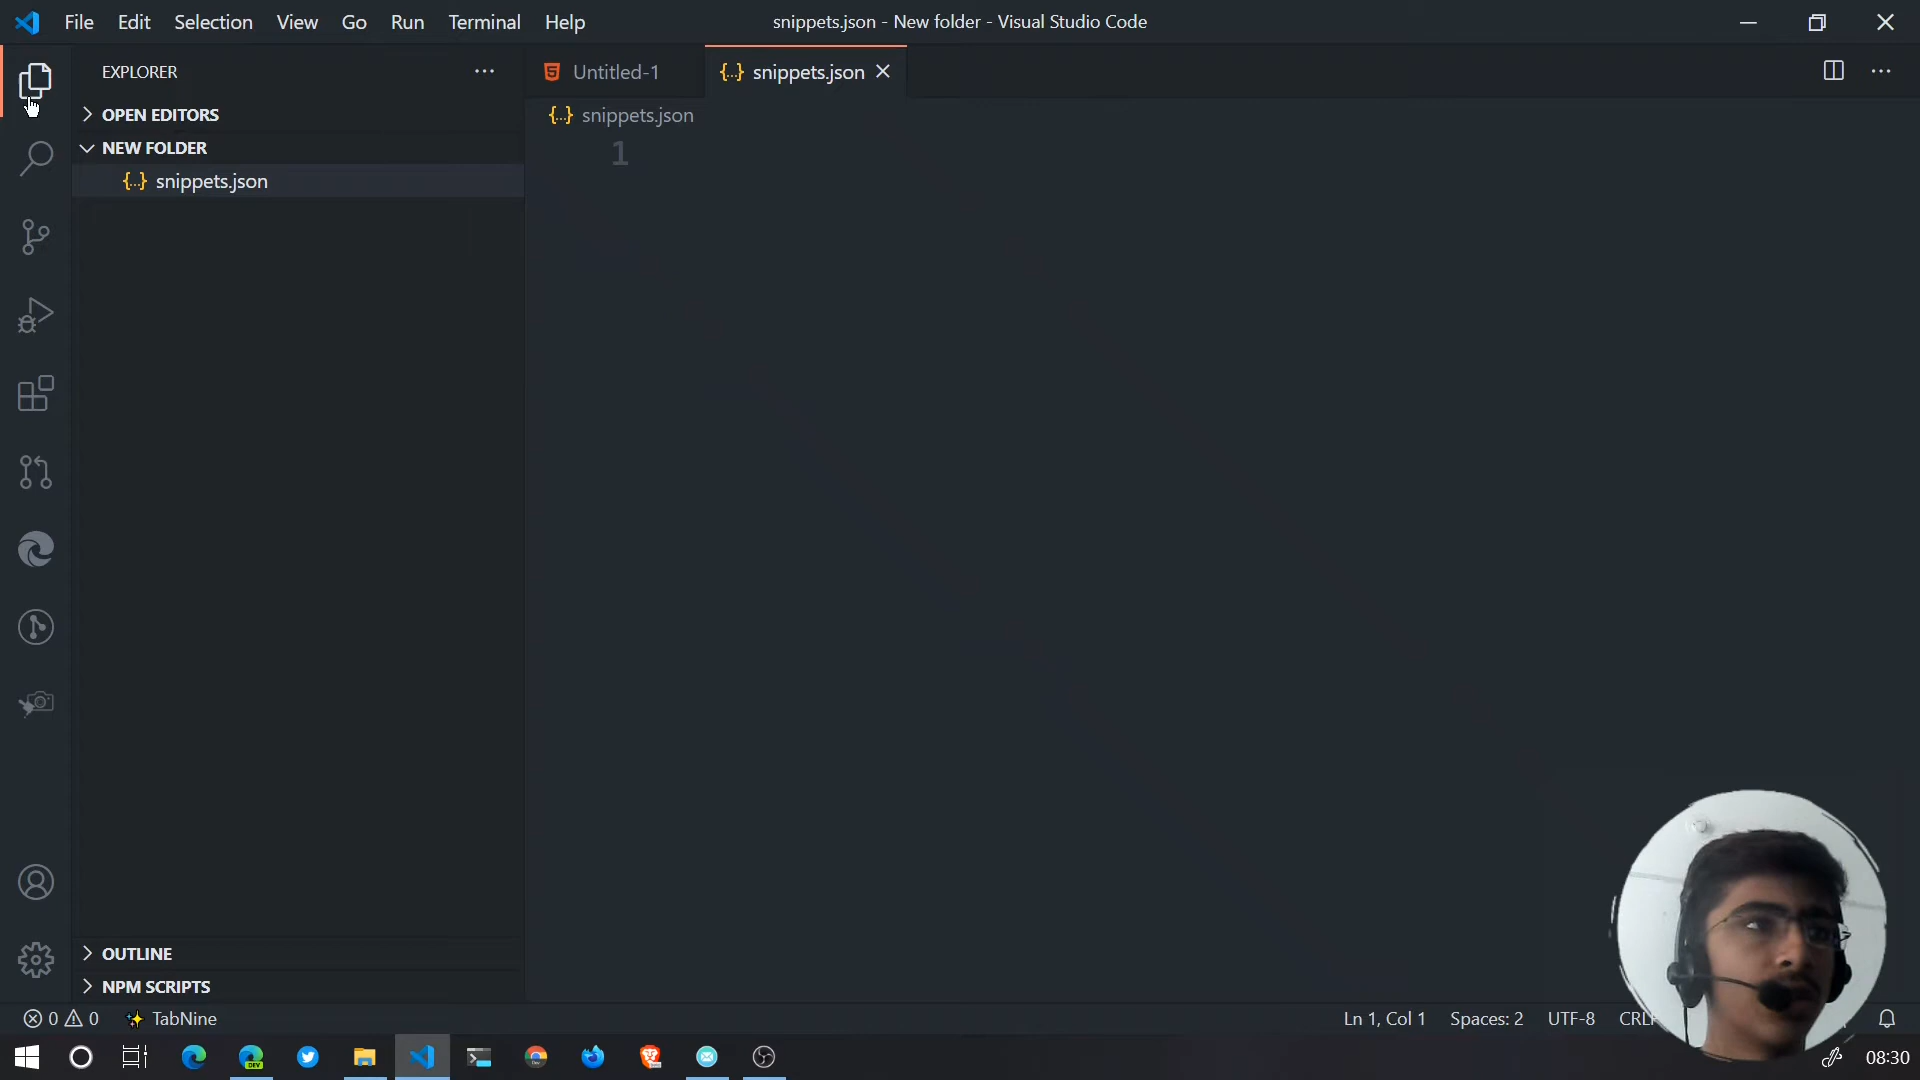 File Edit Selection View Go Run Terminal Help
snippets.json - New folder - Visual Studio Code
EXPLORER
OPEN EDITORS
NEW FOLDER
{..} snippets.json
OUTLINE
NPM SCRIPTS
Untitled-1
{..} snippets.json
{..} snippets.json
1
0 0 TabNine
Ln 1, Col 1 Spaces: 2 UTF-8
DEV
08:30